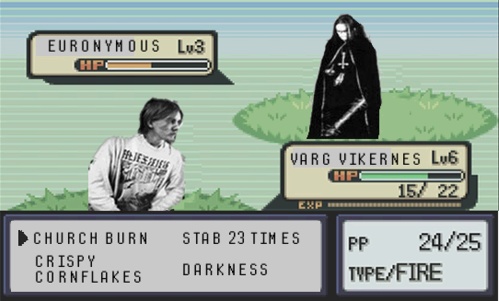 EURONYMOUS Lv3
HP
VARG VIKERNES Lv6
HP
15/ 22
EXP
CHURCH BURN STAB 23 TIMES
CRISPY CORNFLAKES DARKNESS
PP 24/25
TYPE/FIRE